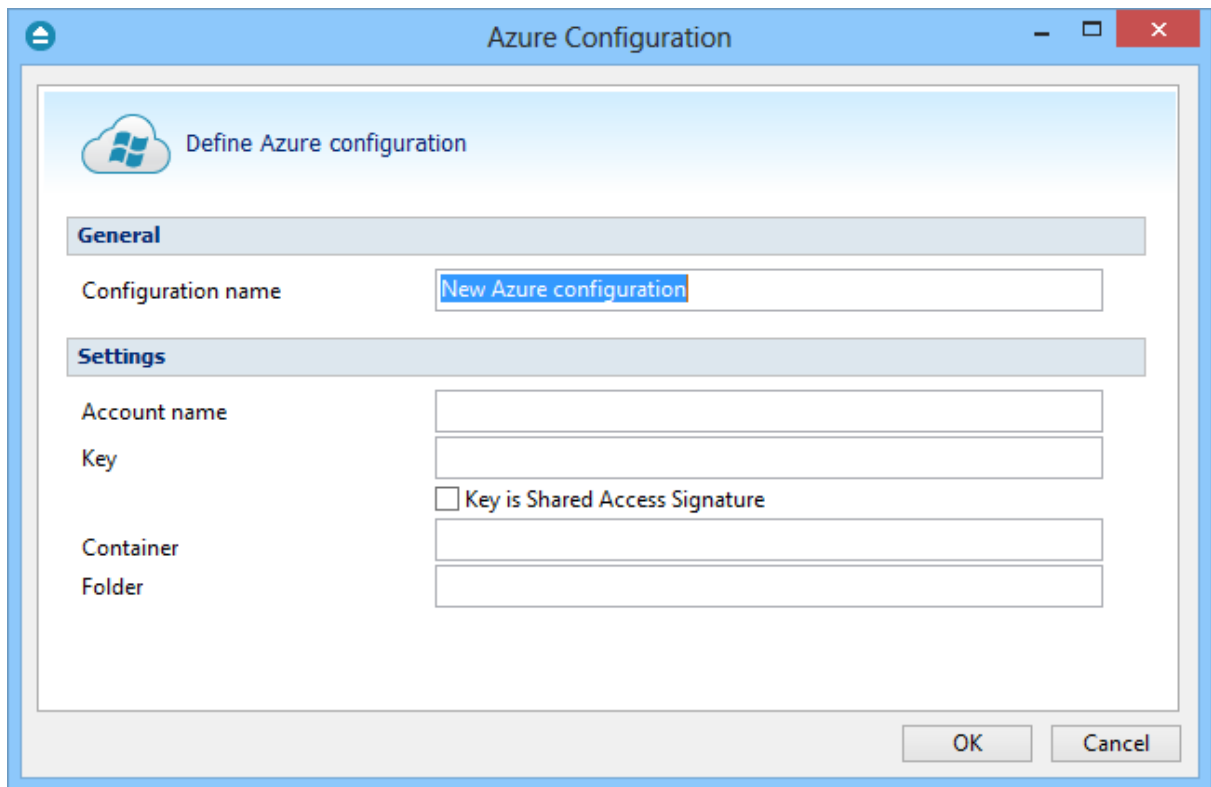 Azure Configuration
Define Azure configuration
General
Configuration name New Azure configuration
Settings
Account name
Key
Key is Shared Access Signature
Container
Folder
OK Cancel